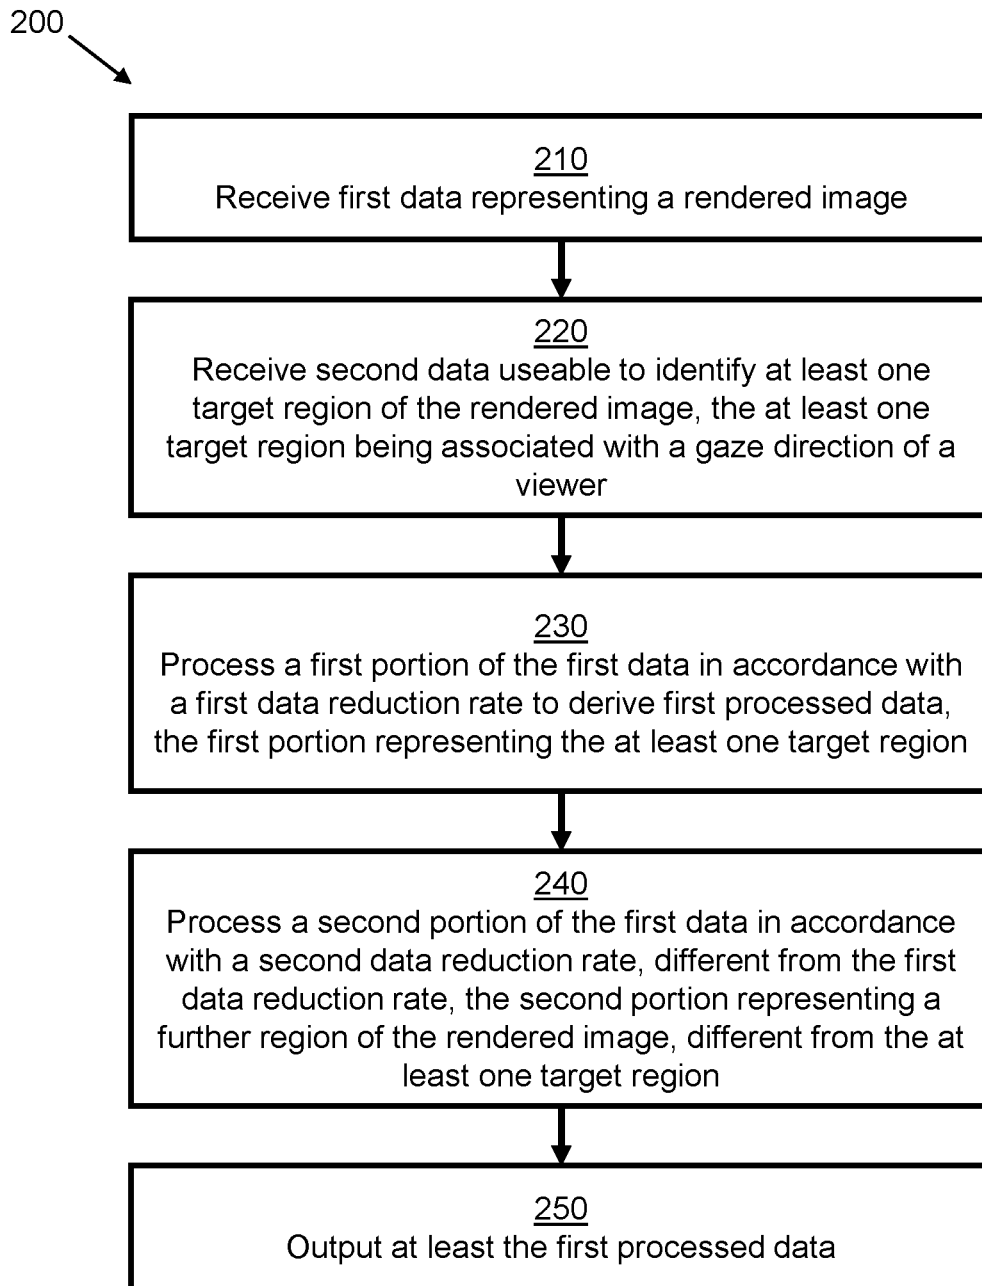 200
210
Receive first data representing a rendered image
220
Receive second data useable to identify at least one
target region of the rendered image, the at least one
target region being associated with a gaze direction of a
viewer
230
Process a first portion of the first data in accordance with
a first data reduction rate to derive first processed data,
the first portion representing the at least one target region
240
Process a second portion of the first data in accordance
with a second data reduction rate, different from the first
data reduction rate, the second portion representing a
further region of the rendered image, different from the at
least one target region
250
Output at least the first processed data